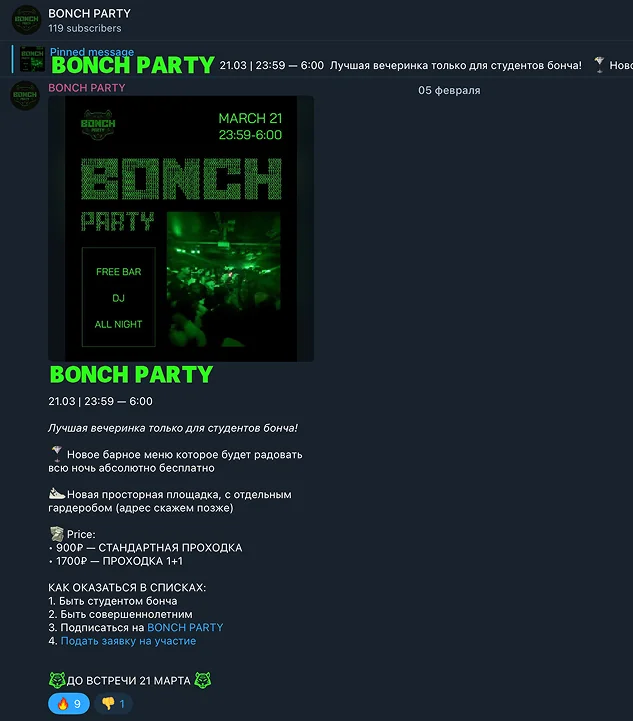 BONCH PARTY
119 subscribers
Pinned message
BONCH PARTY 21.03 | 23:59 — 6:00 Лучшая вечеринка только для студентов бонча! 🍸 Ново
BONCH PARTY
05 февраля
BONCH
PARTY
MARCH 21
23:59-6:00
BONCH
PARTY
FREE BAR
DJ
ALL NIGHT
BONCH PARTY
21.03 | 23:59 — 6:00
Лучшая вечеринка только для студентов бонча!
🍸 Новое барное меню которое будет радовать
всю ночь абсолютно бесплатно
👟Новая просторная площадка, с отдельным
гардеробом (адрес скажем позже)
💵Price:
• 900₽ — СТАНДАРТНАЯ ПРОХОДКА
• 1700₽ — ПРОХОДКА 1+1
КАК ОКАЗАТЬСЯ В СПИСКАХ:
1. Быть студентом бонча
2. Быть совершеннолетним
3. Подписаться на BONCH PARTY
4. Подать заявку на участие
🐺ДО ВСТРЕЧИ 21 МАРТА 🐺
🔥 9 👎 1